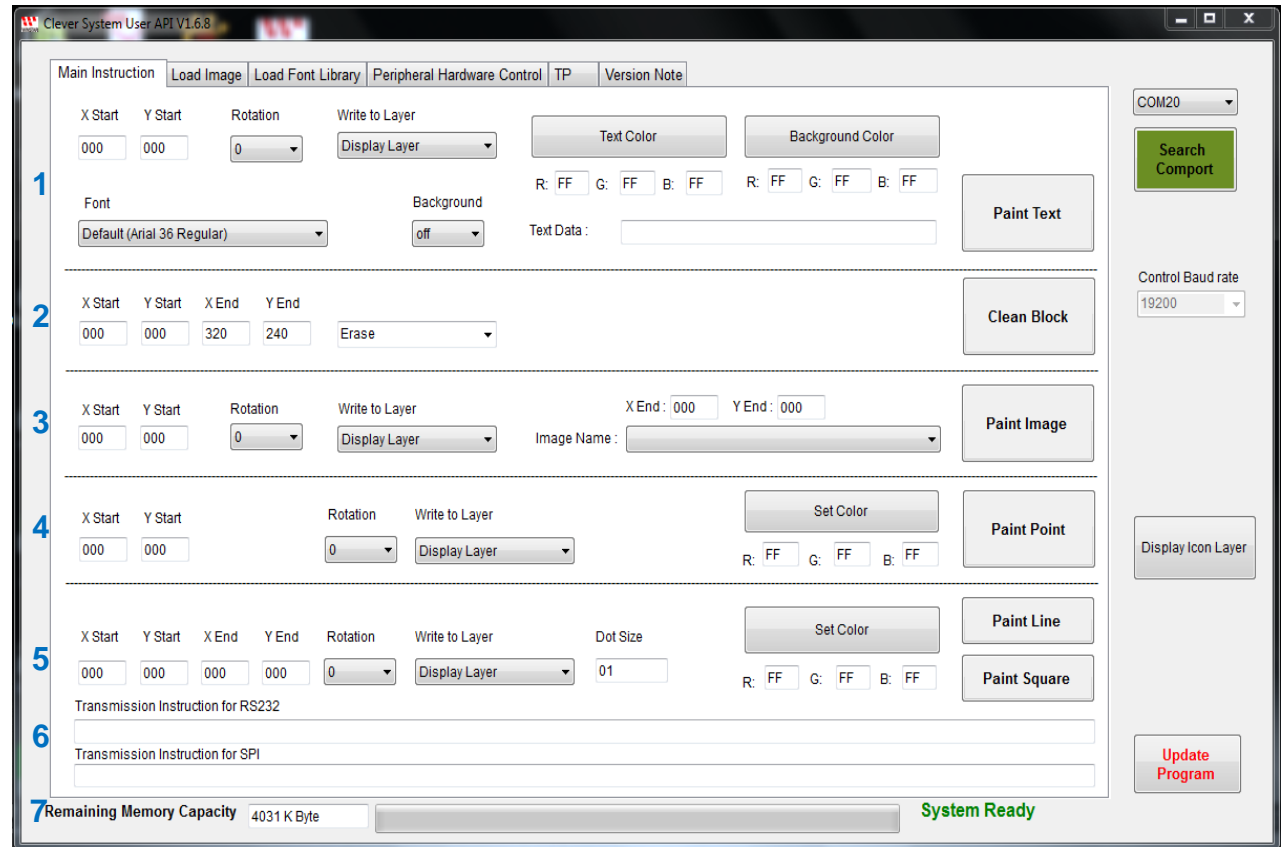 Clever System User API V1.6.8
Main Instruction Load Image Load Font Library Peripheral Hardware Control TP Version Note
COM20
Search
Comport
Control Baud rate
19200
Display Icon Layer
Update
Program
1
X Start Y Start Rotation Write to Layer
000 000 0 Display Layer Text Color Background Color
R: FF G: FF B: FF R: FF G: FF B: FF
Font Background
Default (Arial 36 Regular) off Text Data :
Paint Text
2
X Start Y Start X End Y End
000 000 320 240 Erase
Clean Block
3
X Start Y Start Rotation Write to Layer X End : 000 Y End : 000
000 000 0 Display Layer Image Name :
Paint Image
4
X Start Y Start Rotation Write to Layer Set Color
000 000 0 Display Layer R: FF G: FF B: FF
Paint Point
5
X Start Y Start X End Y End Rotation Write to Layer Dot Size Set Color
000 000 000 000 0 Display Layer 01 R: FF G: FF B: FF
Paint Line
Paint Square
6
Transmission Instruction for RS232
Transmission Instruction for SPI
7
Remaining Memory Capacity 4031 K Byte System Ready